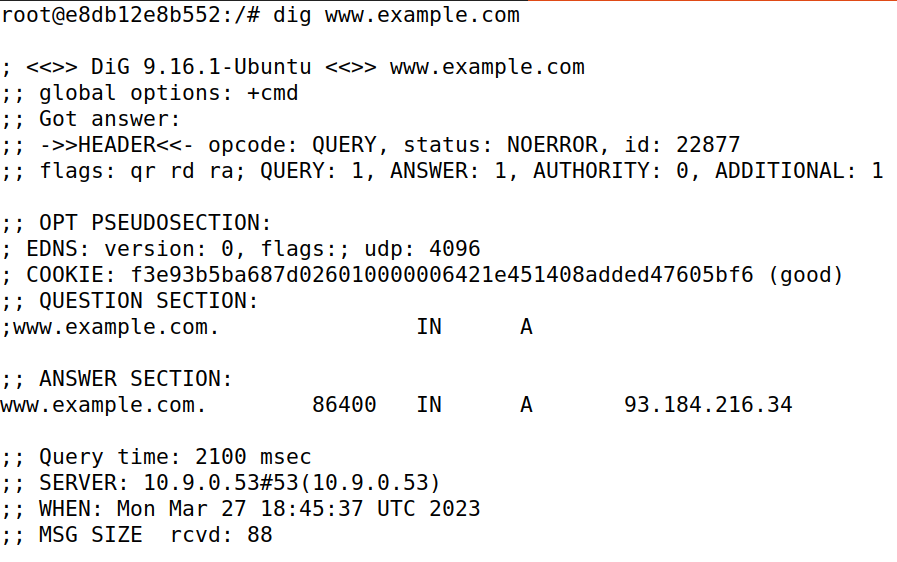 root@e8db12e8b552:/# dig www.example.com
; <<>> DiG 9.16.1-Ubuntu <<>> www.example.com
;; global options: +cmd
;; Got answer:
;; ->>HEADER<<- opcode: QUERY, status: NOERROR, id: 22877
;; flags: qr rd ra; QUERY: 1, ANSWER: 1, AUTHORITY: 0, ADDITIONAL: 1
;; OPT PSEUDOSECTION:
; EDNS: version: 0, flags:; udp: 4096
; COOKIE: f3e93b5ba687d026010000006421e451408added47605bf6 (good)
;; QUESTION SECTION:
;www.example.com. IN A
;; ANSWER SECTION:
www.example.com. 86400 IN A 93.184.216.34
;; Query time: 2100 msec
;; SERVER: 10.9.0.53#53(10.9.0.53)
;; WHEN: Mon Mar 27 18:45:37 UTC 2023
;; MSG SIZE  rcvd: 88